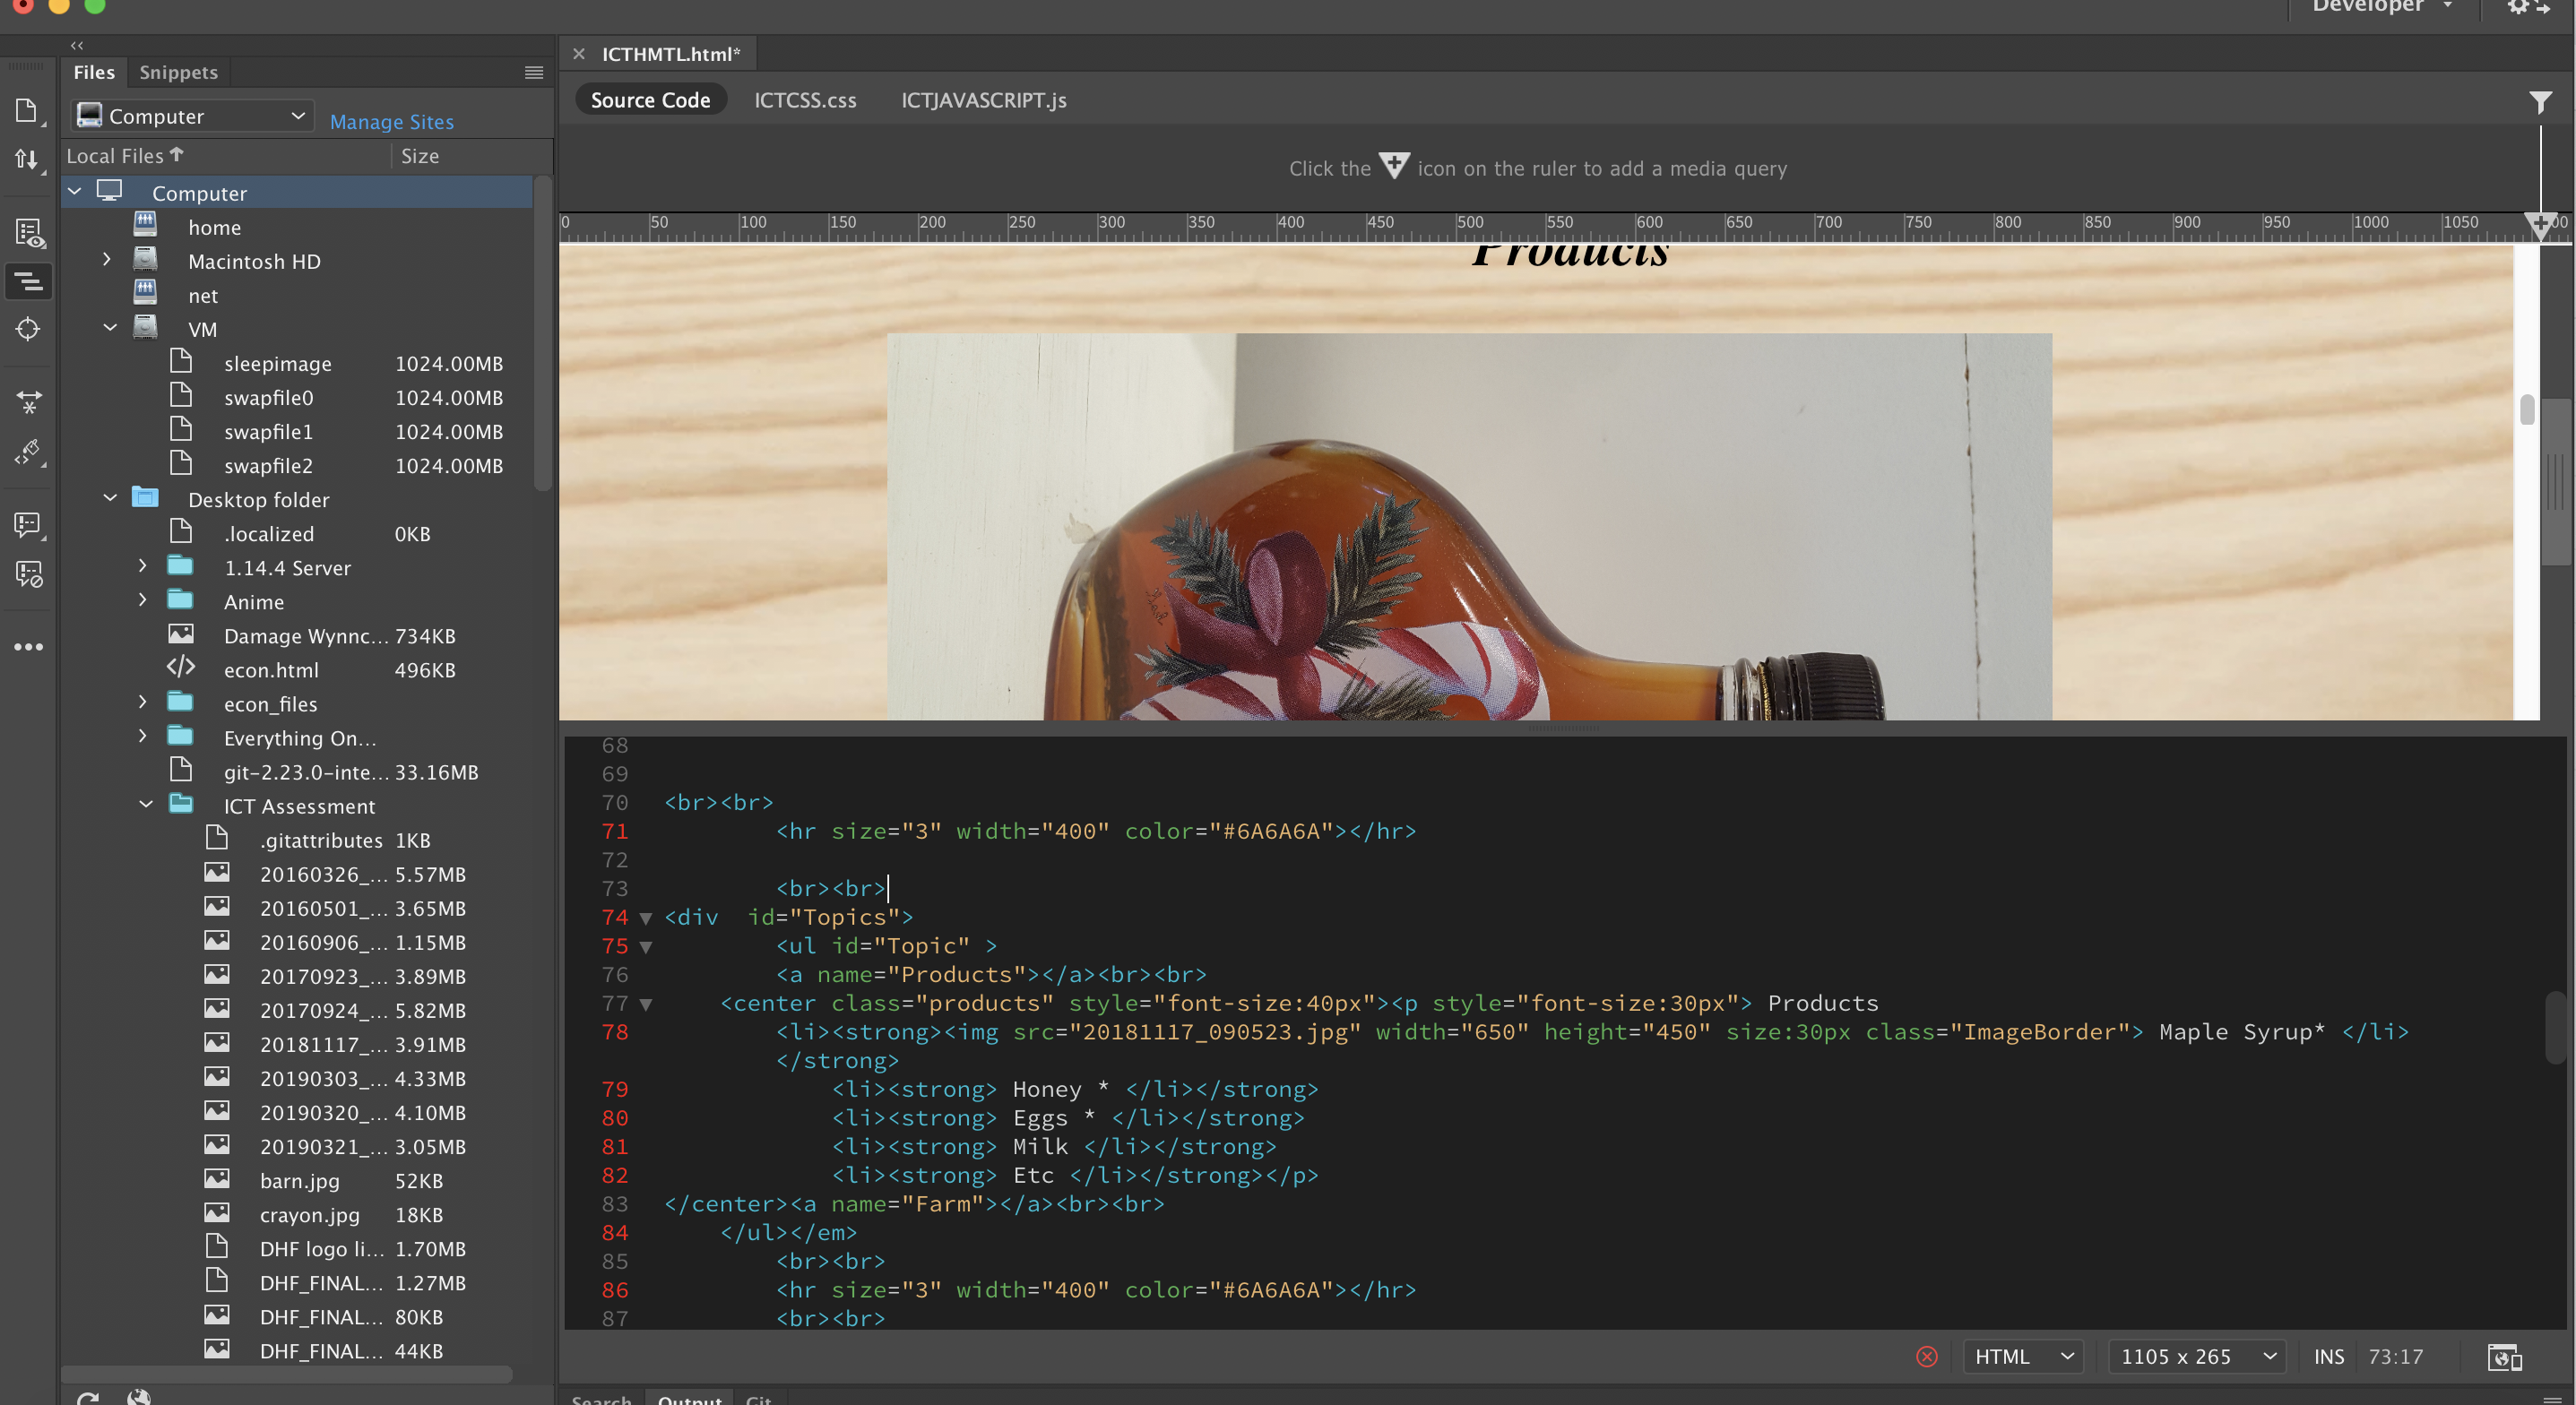 Developer
Files Snippets
Computer Manage Sites
Local Files Size
Computer
home
Macintosh HD
net
VM
sleepimage 1024.00MB
swapfile0 1024.00MB
swapfile1 1024.00MB
swapfile2 1024.00MB
Desktop folder
.localized 0KB
1.14.4 Server
Anime
Damage Wynnc... 734KB
econ.html 496KB
econ_files
Everything On...
git-2.23.0-inte... 33.16MB
ICT Assessment
.gitattributes 1KB
20160326_... 5.57MB
20160501_... 3.65MB
20160906_... 1.15MB
20170923_... 3.89MB
20170924_... 5.82MB
20181117_... 3.91MB
20190303_... 4.33MB
20190320_... 4.10MB
20190321_... 3.05MB
barn.jpg 52KB
crayon.jpg 18KB
DHF logo li... 1.70MB
DHF_FINAL... 1.27MB
DHF_FINAL... 80KB
DHF_FINAL... 44KB
ICTHMTL.html*
Source Code ICTCSS.css ICTJAVASCRIPT.js
Click the icon on the ruler to add a media query
0 50 100 150 200 250 300 350 400 450 500 550 600 650 700 750 800 850 900 950 1000 1050
Products
68
69
70 <br><br>
71 <hr size="3" width="400" color="#6A6A6A"></hr>
72
73 <br><br>
74 <div  id="Topics">
75 <ul id="Topic" >
76 <a name="Products"></a><br><br>
77 <center class="products" style="font-size:40px"><p style="font-size:30px"> Products
78 <li><strong><img src="20181117_090523.jpg" width="650" height="450" size:30px class="ImageBorder"> Maple Syrup* </li>
</strong>
79 <li><strong> Honey * </li></strong>
80 <li><strong> Eggs * </li></strong>
81 <li><strong> Milk </li></strong>
82 <li><strong> Etc </li></strong></p>
83 </center><a name="Farm"></a><br><br>
84 </ul></em>
85 <br><br>
86 <hr size="3" width="400" color="#6A6A6A"></hr>
87 <br><br>
HTML 1105 x 265 INS 73:17
Search Output Git